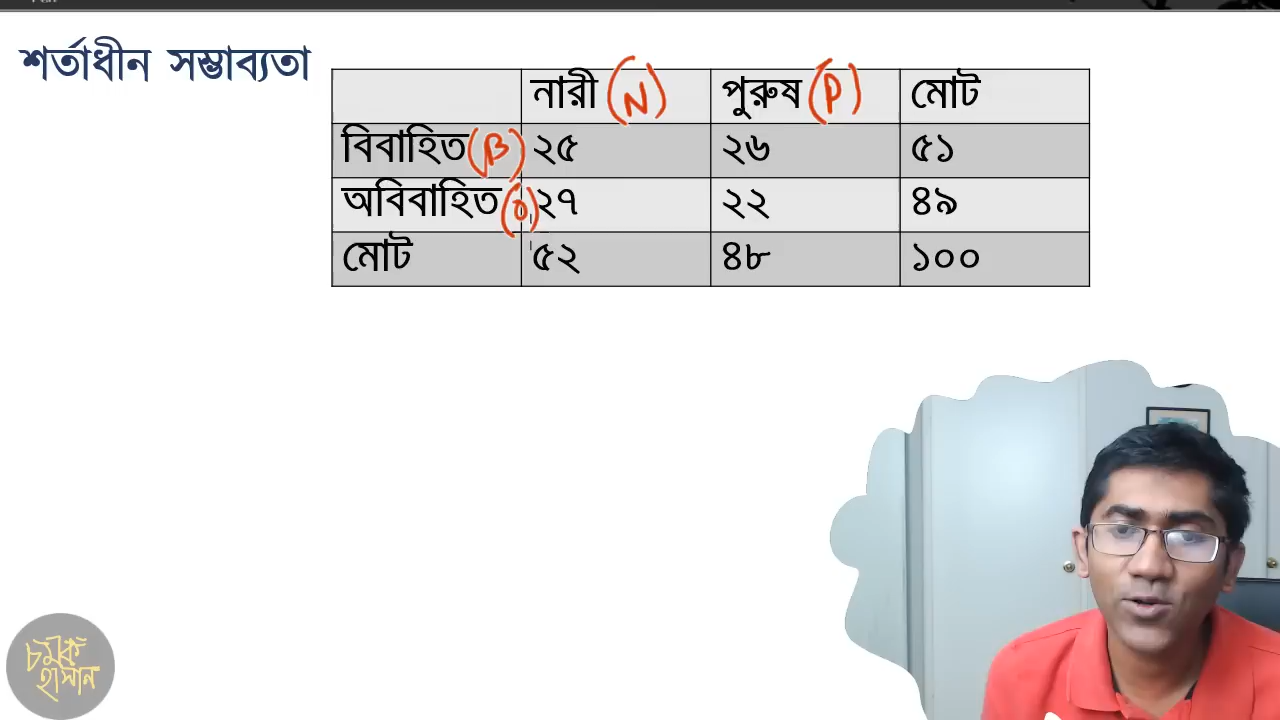 শর্তাধীন সম্ভাব্যতা
নারী (N) পুরুষ (P) মোট
বিবাহিত (B) ২৫ ২৬ ৫১
অবিবাহিত (O) ২৭ ২২ ৪৯
মোট ৫২ ৪৮ ১০০
চমক
হাসান